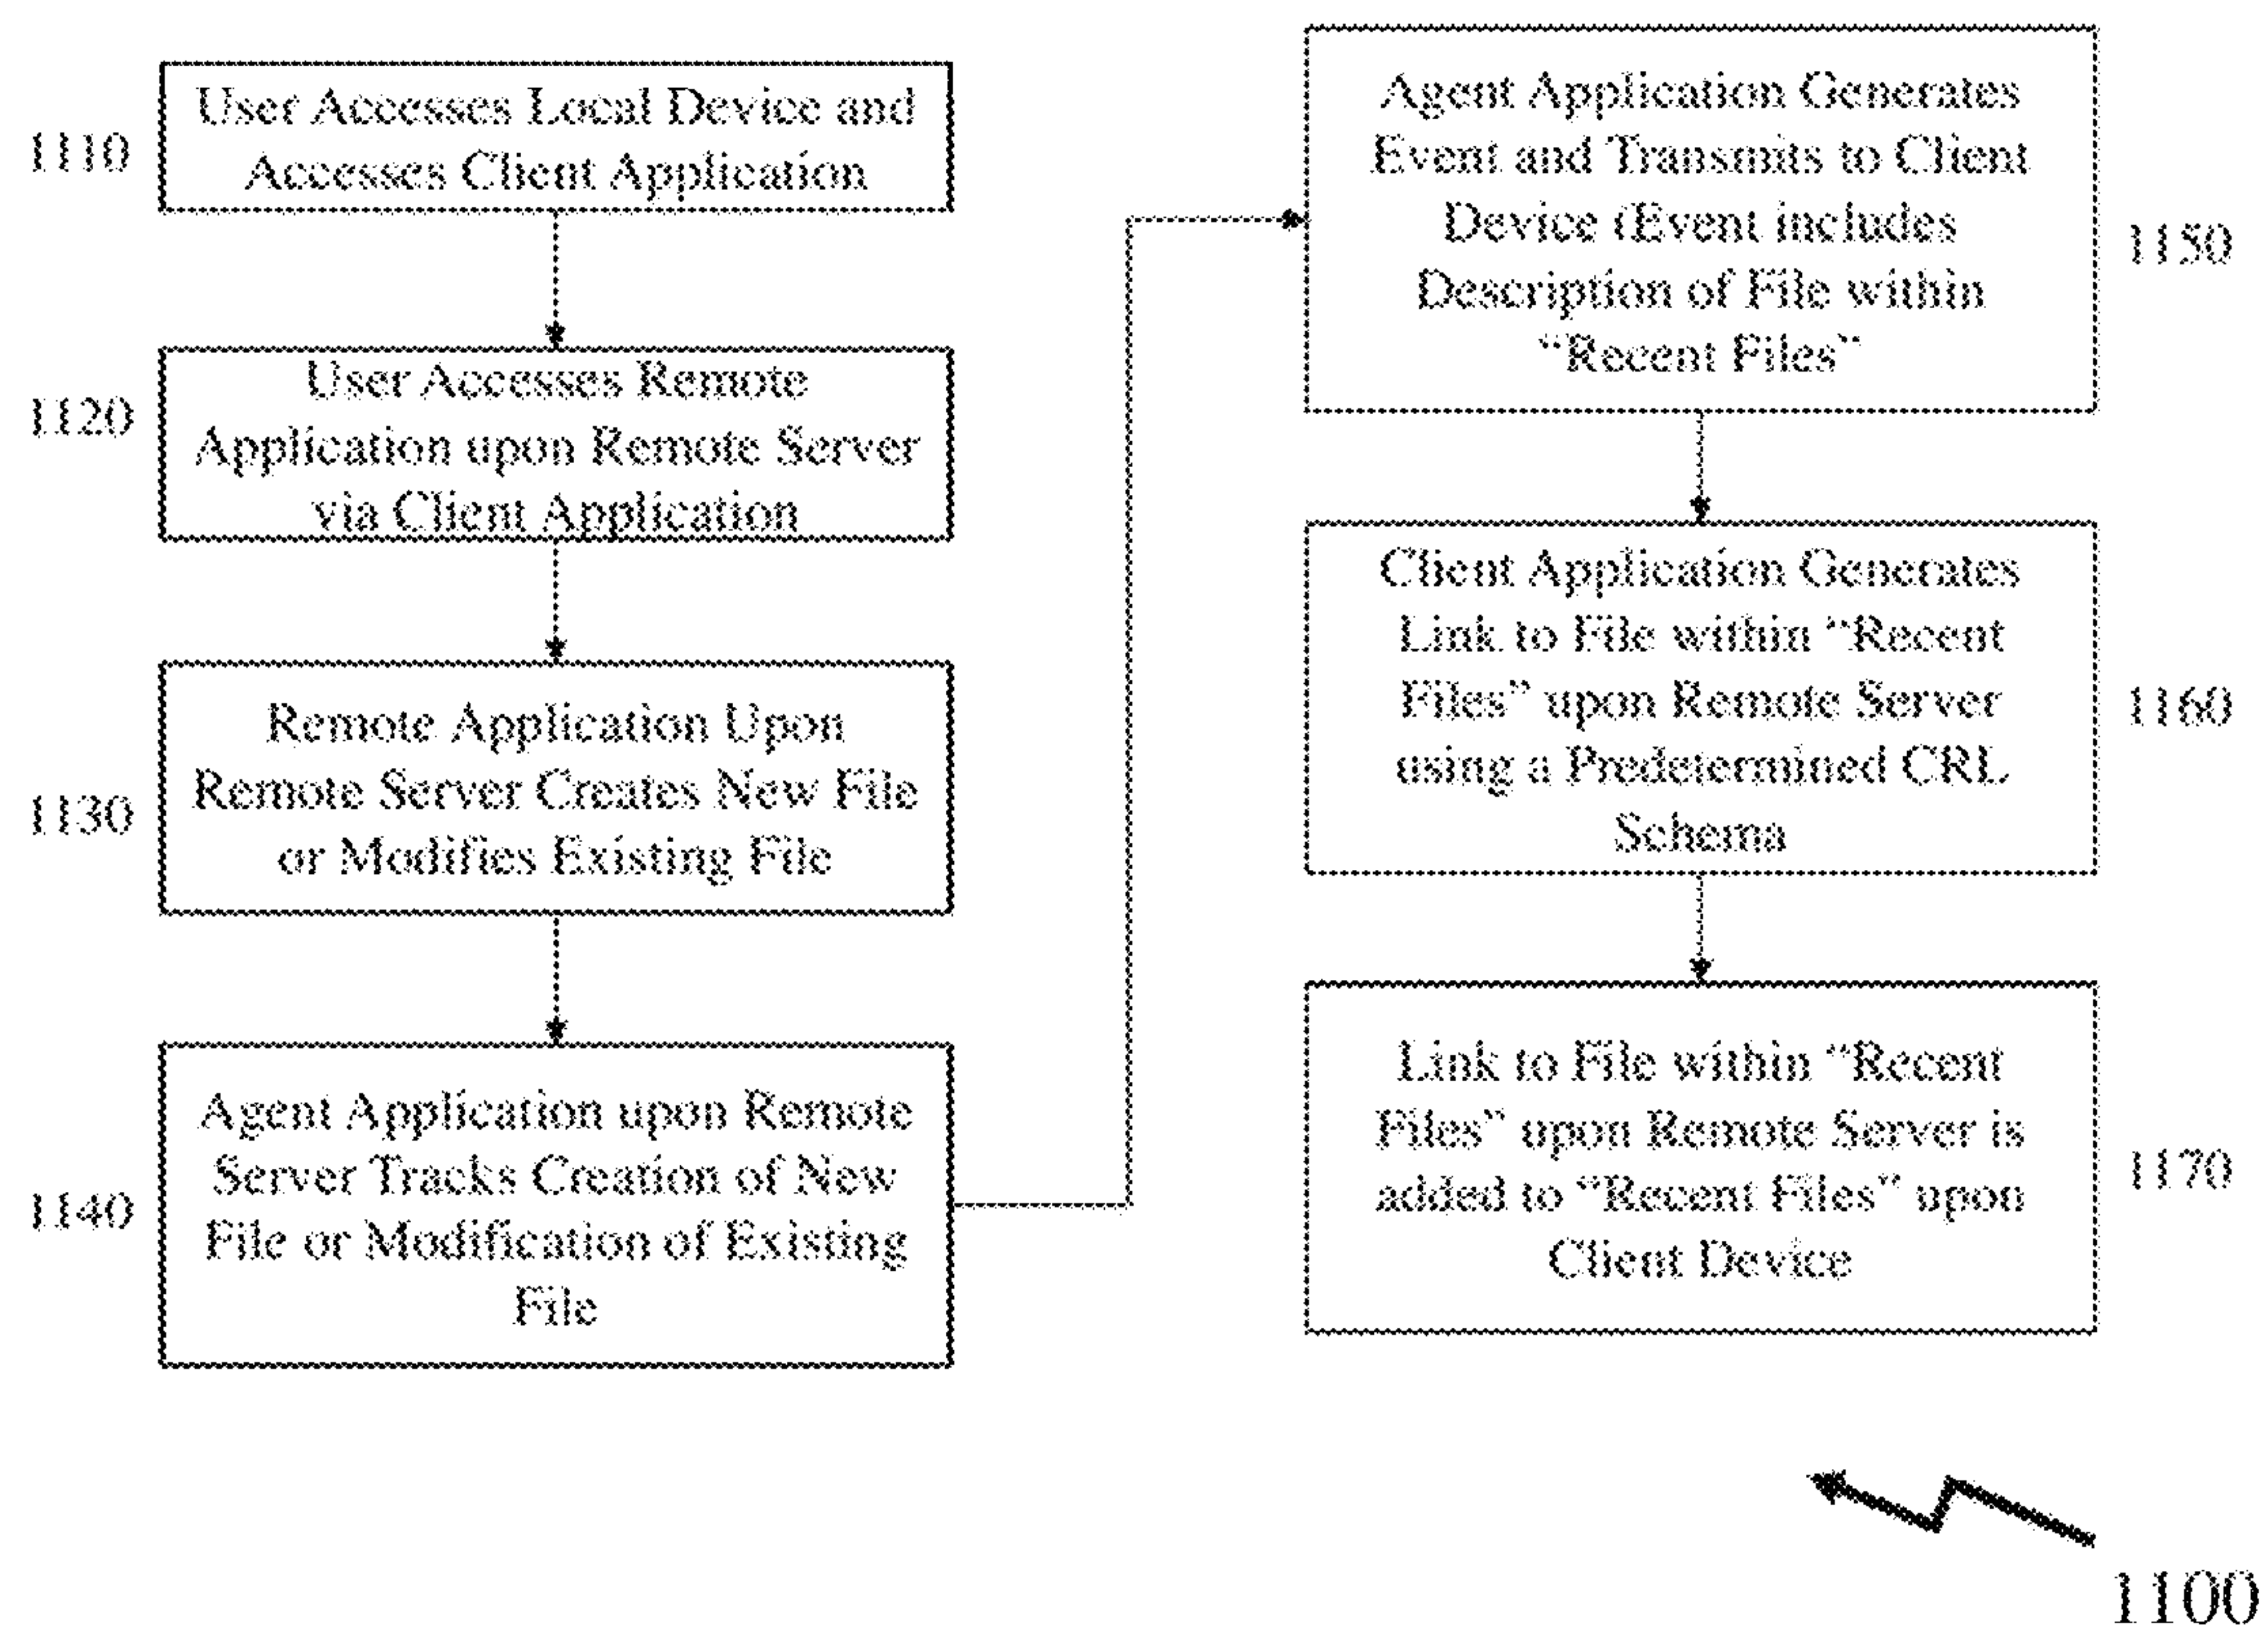 1110
User Accesses Local Device and
Accesses Client Application
1120
User Accesses Remote
Application upon Remote Server
via Client Application
1130
Remote Application Upon
Remote Server Creates New File
or Modifies Existing File
1140
Agent Application upon Remote
Server Tracks Creation of New
File or Modification of Existing
File
Agent Application Generates
Event and Transmits to Client
Device (Event includes
Description of File within
“Recent Files”
1150
Client Application Generates
Link to File within “Recent
Files” upon Remote Server
using a Predetermined CRL
Schema
1160
Link to File within “Recent
Files” upon Remote Server is
added to “Recent Files” upon
Client Device
1170
1100